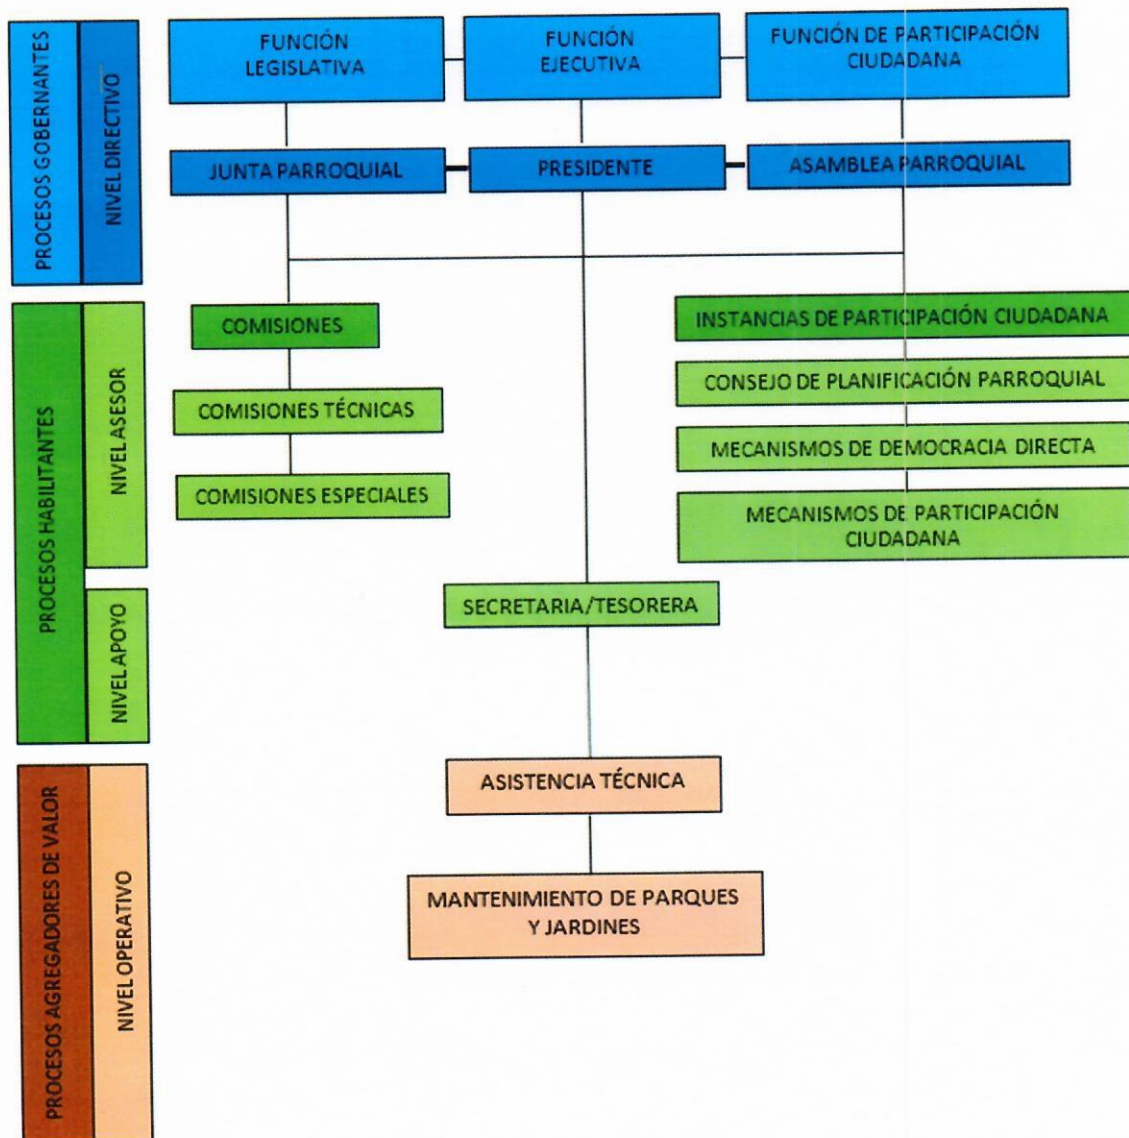 PROCESOS GOBERNANTES
NIVEL DIRECTIVO
FUNCIÓN
LEGISLATIVA
FUNCIÓN
EJECUTIVA
FUNCIÓN DE PARTICIPACIÓN
CIUDADANA
JUNTA PARROQUIAL
PRESIDENTE
ASAMBLEA PARROQUIAL
PROCESOS HABILITANTES
NIVEL ASESOR
COMISIONES
COMISIONES TÉCNICAS
COMISIONES ESPECIALES
INSTANCIAS DE PARTICIPACIÓN CIUDADANA
CONSEJO DE PLANIFICACIÓN PARROQUIAL
MECANISMOS DE DEMOCRACIA DIRECTA
MECANISMOS DE PARTICIPACIÓN
CIUDADANA
NIVEL APOYO
SECRETARIA/TESORERA
PROCESOS AGREGADORES DE VALOR
NIVEL OPERATIVO
ASISTENCIA TÉCNICA
MANTENIMIENTO DE PARQUES
Y JARDINES